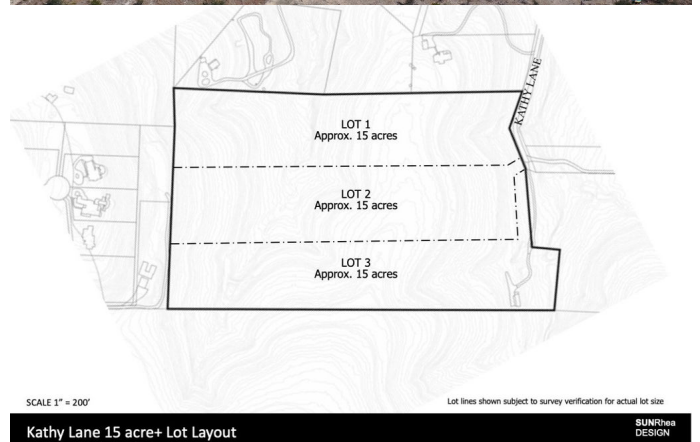 KATHY LANE
LOT 1
Approx. 15 acres
LOT 2
Approx. 15 acres
LOT 3
Approx. 15 acres
SCALE 1" = 200'
Lot lines shown subject to survey verification for actual lot size
Kathy Lane 15 acre+ Lot Layout
SUNRhea
DESIGN